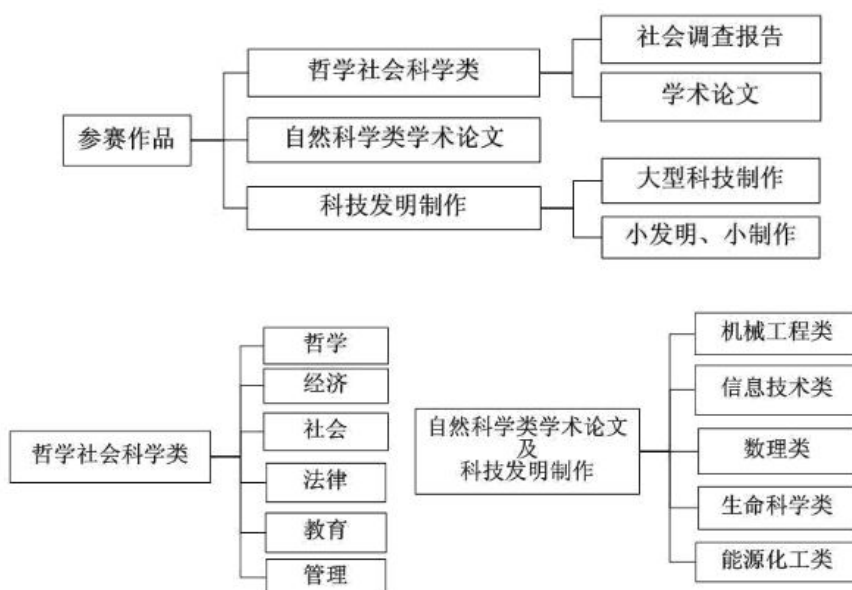 参赛作品
哲学社会科学类
社会调查报告
学术论文
自然科学类学术论文
科技发明制作
大型科技制作
小发明、小制作
哲学社会科学类
哲学
经济
社会
法律
教育
管理
自然科学类学术论文
及
科技发明制作
机械工程类
信息技术类
数理类
生命科学类
能源化工类